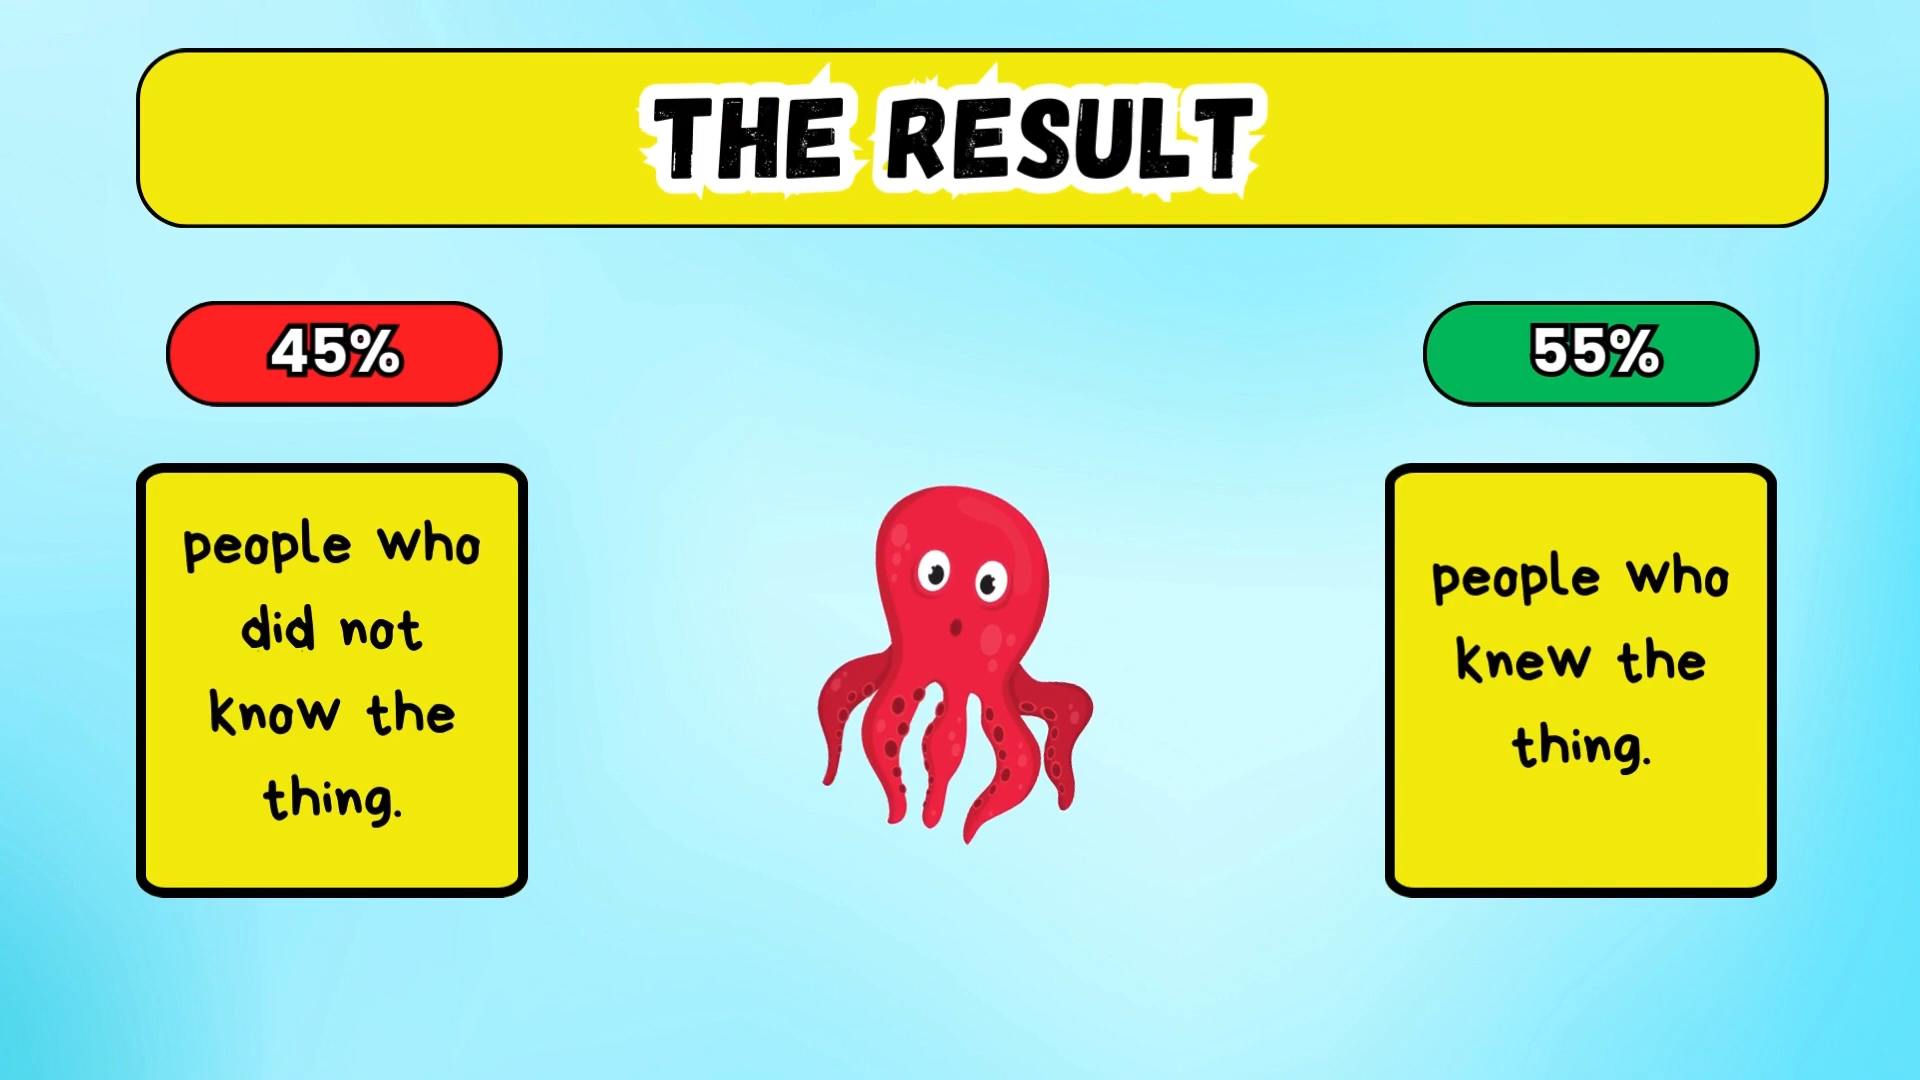 THE RESULT
45%
55%
people who
did not
know the
thing.
people who
knew the
thing.